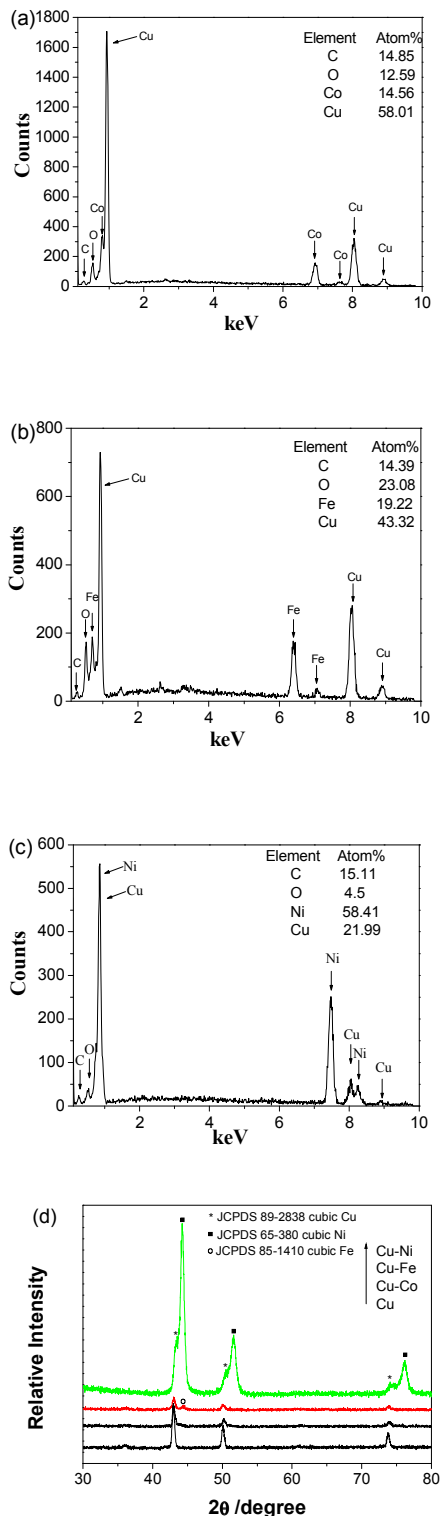 (a)
1800
1600
1400
1200
1000
800
600
400
200
0
Counts
Cu
Element Atom%
C 14.85
O 12.59
Co 14.56
Cu 58.01
C
O
Co
Co
Co
Cu
Cu
2 4 6 8 10
keV
(b)
800
600
400
200
0
Counts
Cu
Element Atom%
C 14.39
O 23.08
Fe 19.22
Cu 43.32
C
O
Fe
Fe
Fe
Cu
Cu
2 4 6 8 10
keV
(c)
600
500
400
300
200
100
0
Counts
Ni
Cu
Element Atom%
C 15.11
O 4.5
Ni 58.41
Cu 21.99
C
O
Ni
Cu
Ni
Cu
2 4 6 8 10
keV
(d)
* JCPDS 89-2838 cubic Cu
■ JCPDS 65-380 cubic Ni
o JCPDS 85-1410 cubic Fe
Cu-Ni
Cu-Fe
Cu-Co
Cu
Relative Intensity
30 40 50 60 70 80
2θ /degree